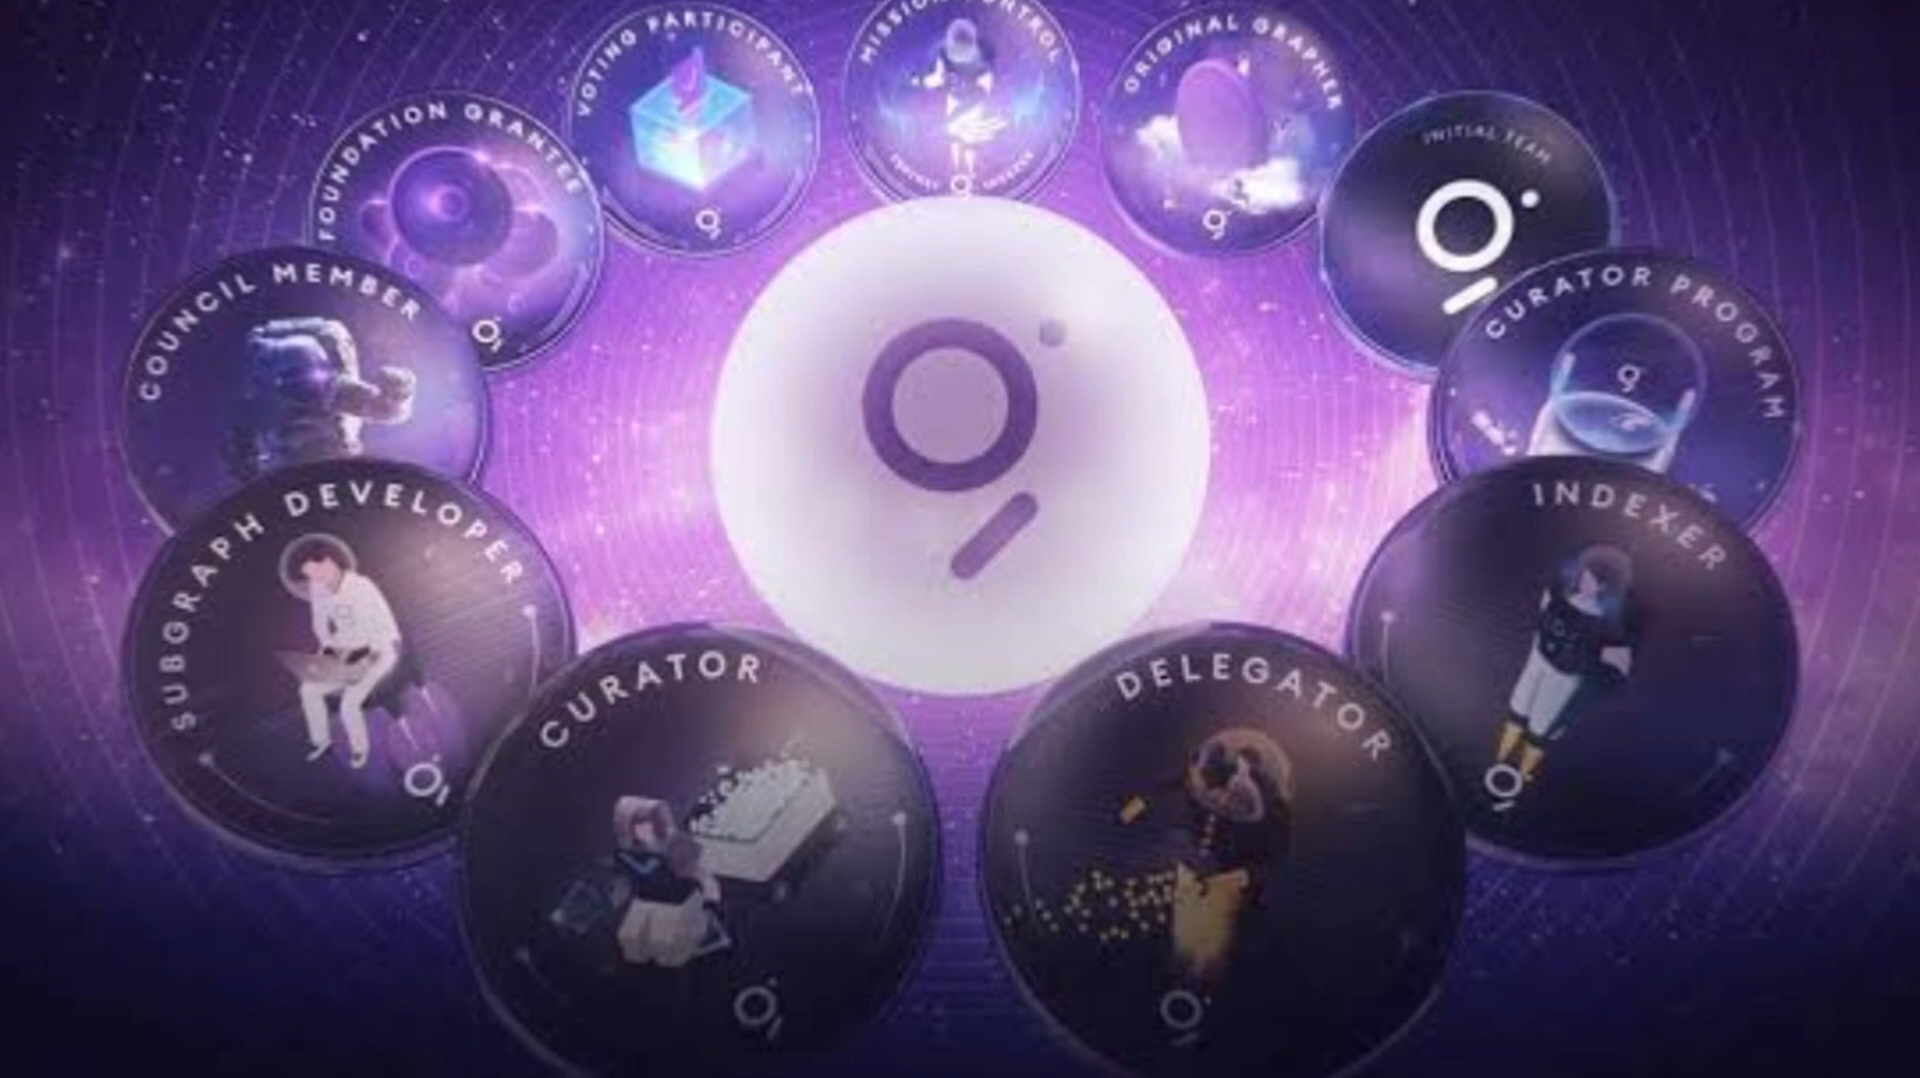 VOTING PARTICIPANT
MISSION CONTROL
ORIGINAL GRAPHER
FOUNDATION GRANTEE
INITIAL TEAM
COUNCIL MEMBER
CURATOR PROGRAM
SUBGRAPH DEVELOPER
INDEXER
CURATOR
DELEGATOR